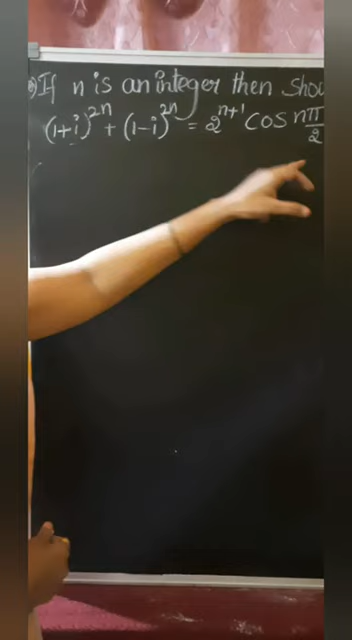 If n is an integer then Show
(1+i)^{2n} + (1-i)^{2n} = 2^{n+1} cos nπ/2